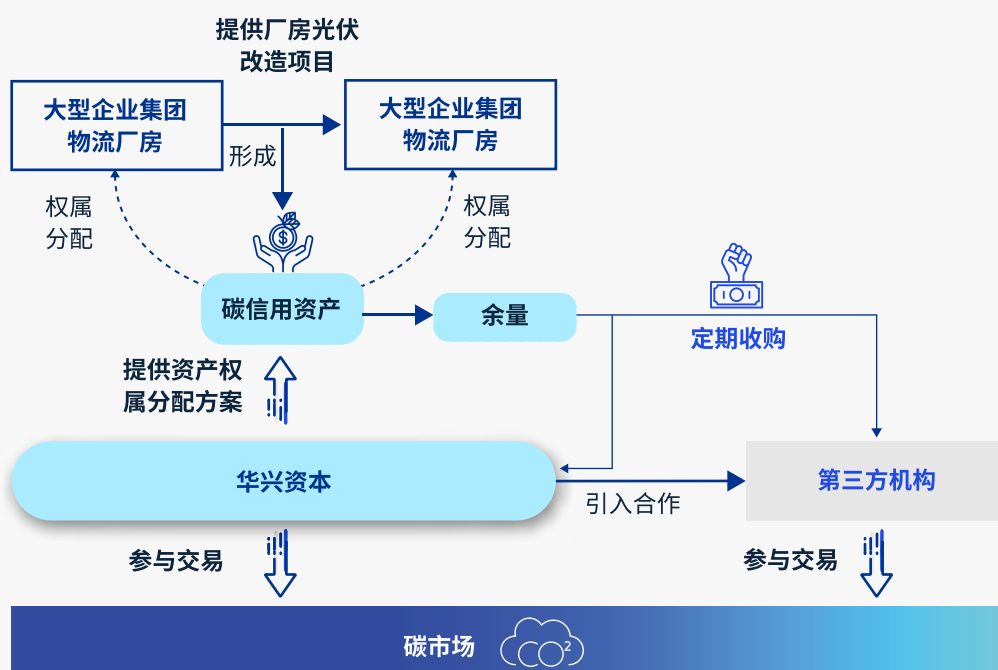 提供厂房光伏
改造项目
大型企业集团
物流厂房
大型企业集团
物流厂房
形成
权属
分配
权属
分配
$
碳信用资产
余量
定期收购
提供资产权
属分配方案
华兴资本
引入合作
第三方机构
参与交易
参与交易
碳市场
2